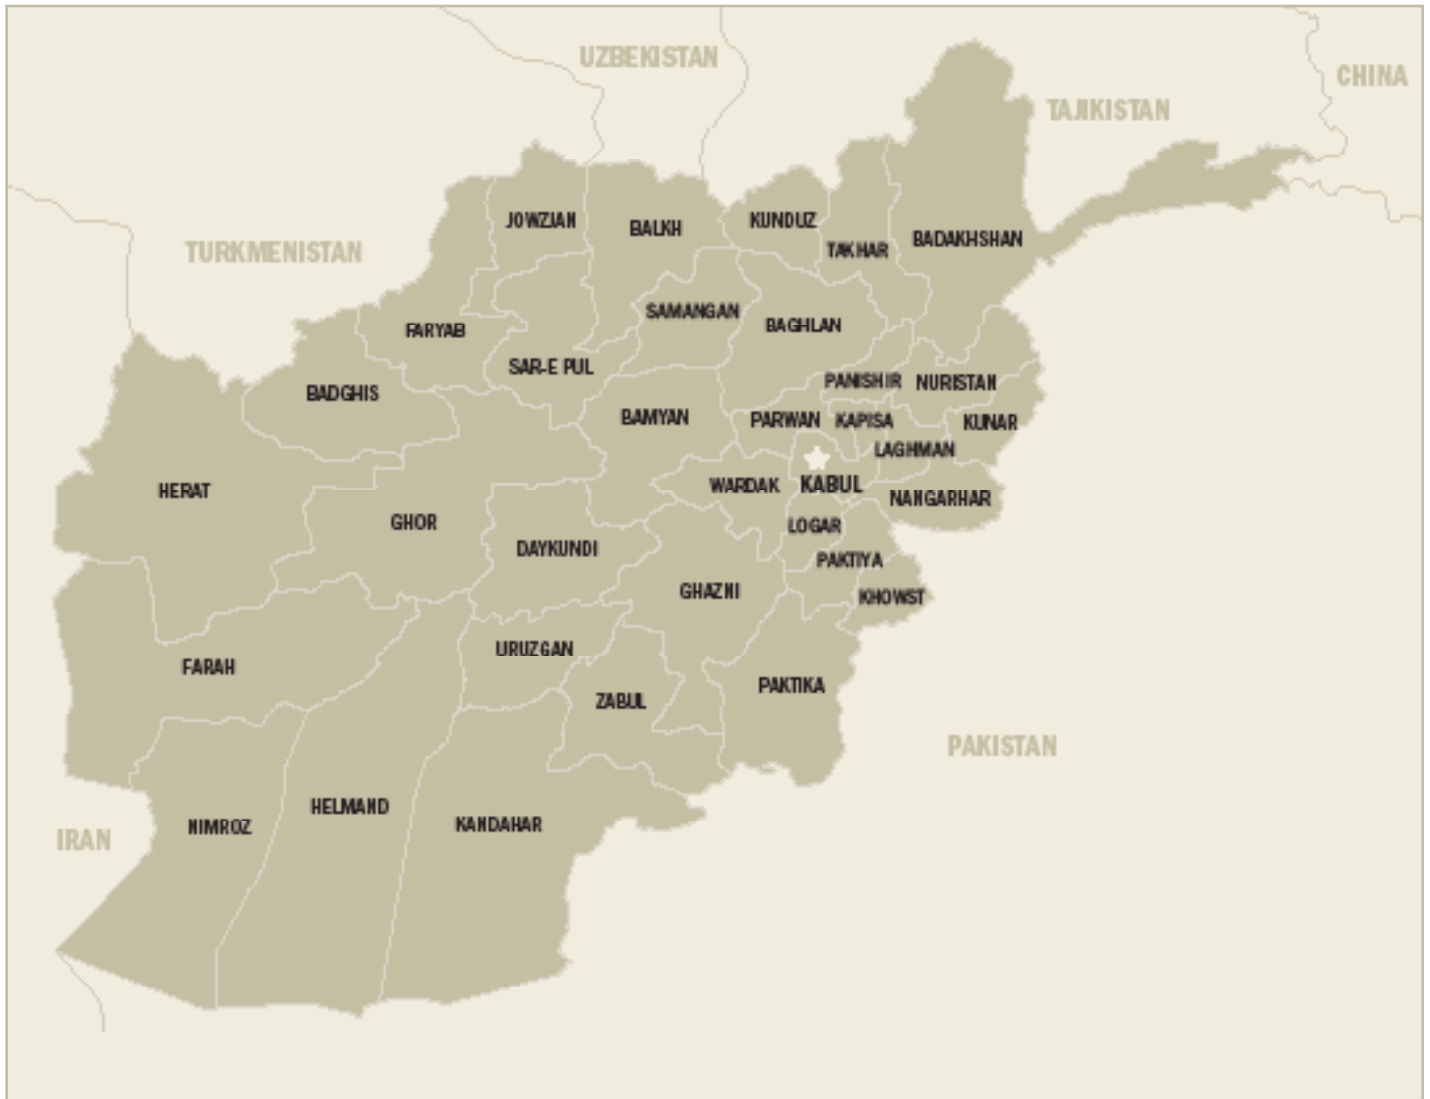 UZBEKISTAN
CHINA
TAJIKISTAN
JOWZJAN
BALKH
KUNDUZ
TAKHAR
BADAKHSHAN
TURKMENISTAN
SAMANGAN
BAGHLAN
FARYAB
SAR-E PUL
BADGHIS
PANJSHIR
NURISTAN
BAMYAN
PARWAN
KAPISA
KUNAR
LAGHMAN
HERAT
WARDAK
KABUL
NANGARHAR
GHOR
LOGAR
DAYKUNDI
PAKTIYA
GHAZNI
KHOWST
URUZGAN
FARAH
PAKTIKA
ZABUL
PAKISTAN
HELMAND
NIMROZ
KANDAHAR
IRAN